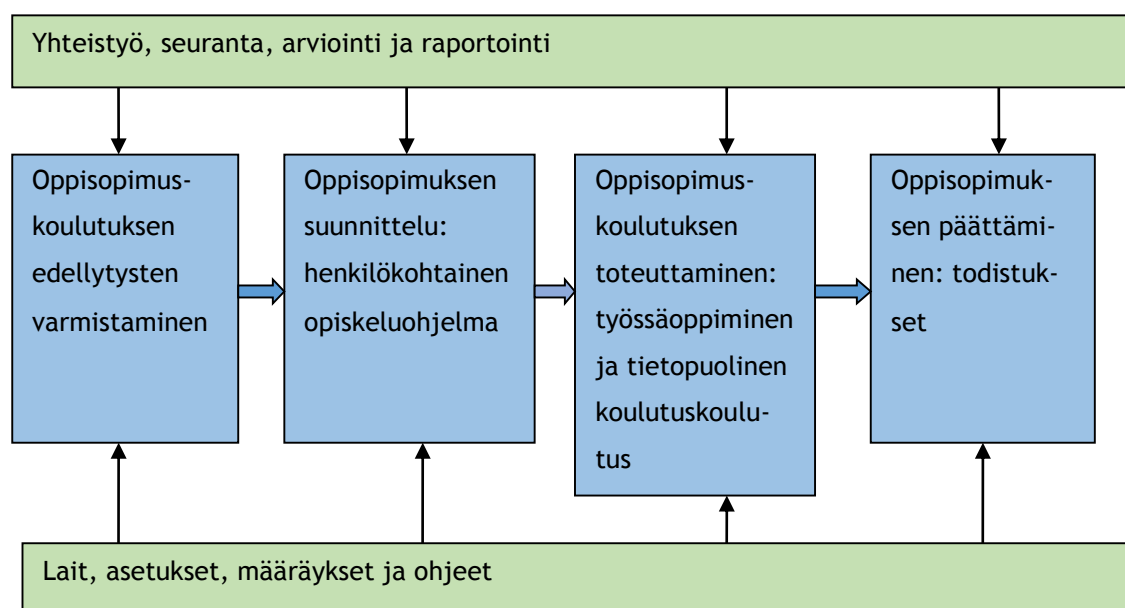 Yhteistyö, seuranta, arviointi ja raportointi
Oppisopimus-
koulutuksen
edellytysten
varmistaminen
Oppisopimuksen
suunnittelu:
henkilökohtainen
opiskeluohjelma
Oppisopimus-
koulutuksen
toteuttaminen:
työssäoppiminen
ja tietopuolinen
koulutuskoulu-
tus
Oppisopimuk-
sen päättämi-
nen: todistuk-
set
Lait, asetukset, määräykset ja ohjeet